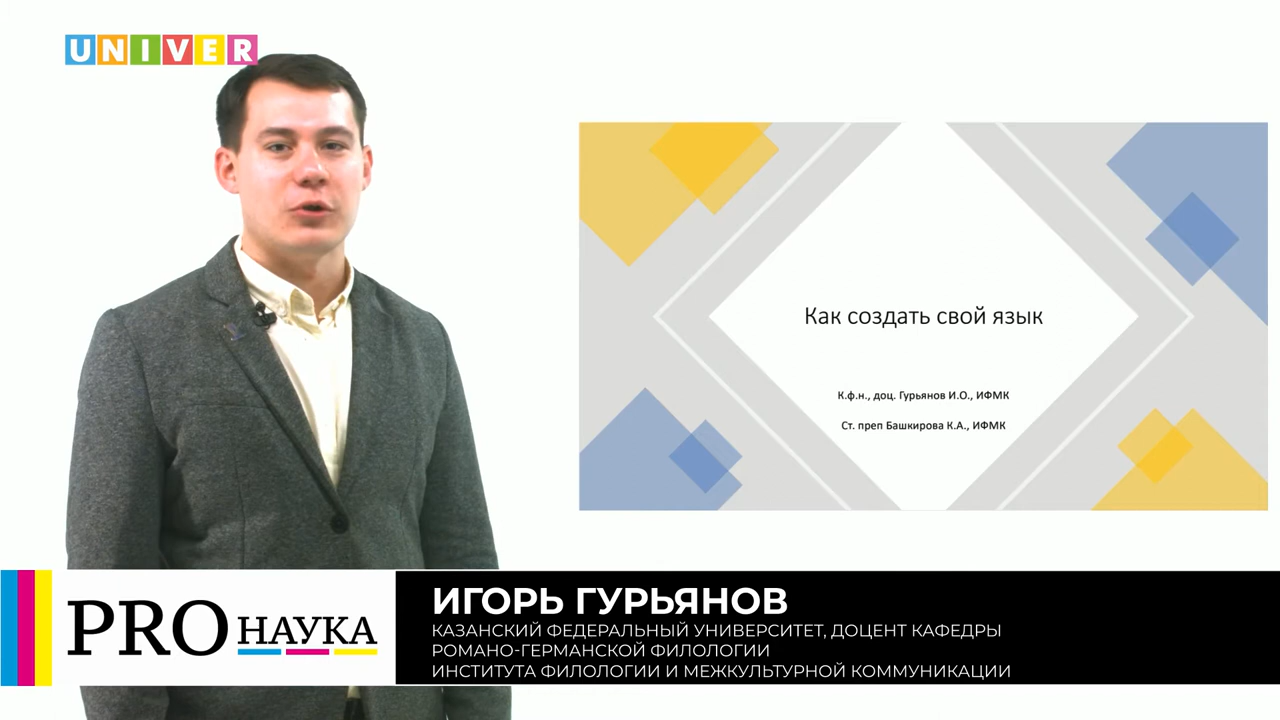 UNIVER
Как создать свой язык
К.ф.н., доц. Гурьянов И.О., ИФМК
Ст. преп Башкирова К.А., ИФМК
PRO НАУКА
ИГОРЬ ГУРЬЯНОВ
КАЗАНСКИЙ ФЕДЕРАЛЬНЫЙ УНИВЕРСИТЕТ, ДОЦЕНТ КАФЕДРЫ
РОМАНО-ГЕРМАНСКОЙ ФИЛОЛОГИИ
ИНСТИТУТА ФИЛОЛОГИИ И МЕЖКУЛЬТУРНОЙ КОММУНИКАЦИИ